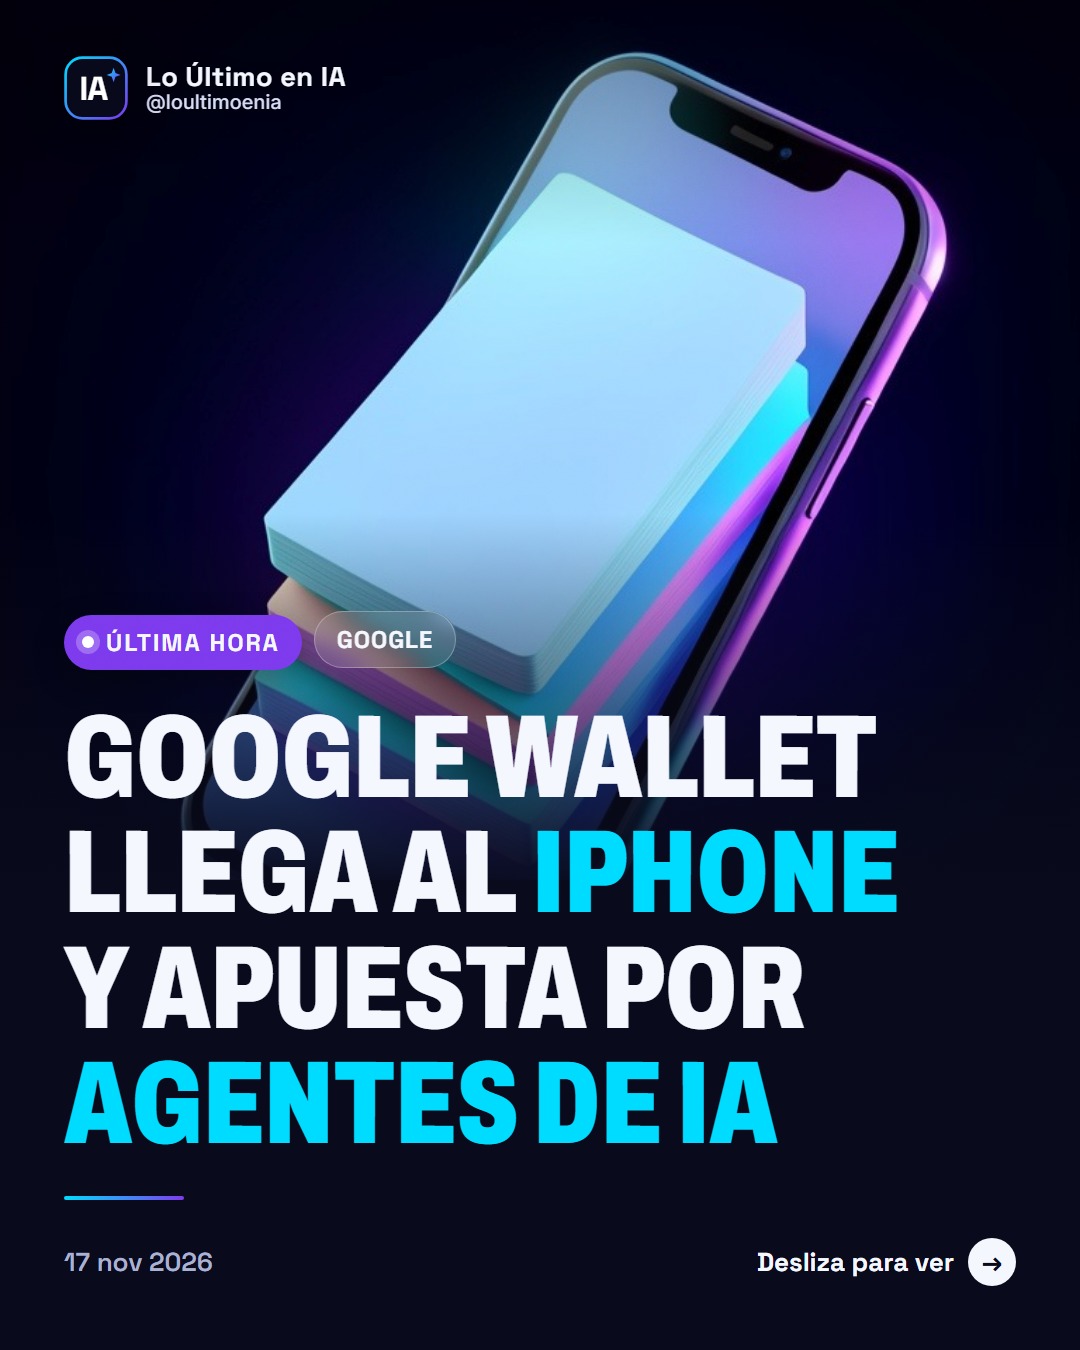 IA
Lo Último en IA
@loultimoenia
ÚLTIMA HORA
GOOGLE
GOOGLE WALLET
LLEGA AL IPHONE
Y APUESTA POR
AGENTES DE IA
17 nov 2026
Desliza para ver →